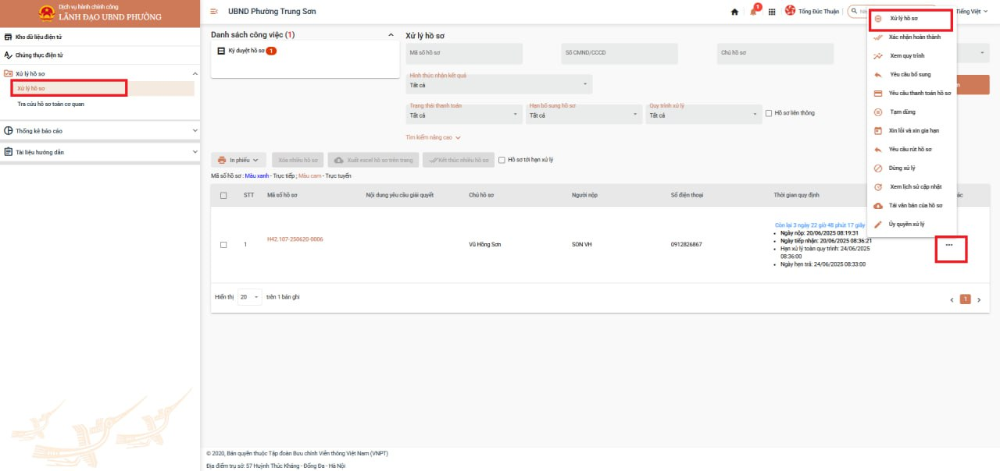 Dịch vụ hành chính công
LÃNH ĐẠO UBND PHƯỜNG
Kho dữ liệu điện tử
Chứng thực điện tử
Xử lý hồ sơ
Xử lý hồ sơ
Tra cứu hồ sơ toàn cơ quan
Thống kê báo cáo
Tài liệu hướng dẫn
UBND Phường Trung Sơn
1
Tống Đức Thuận
Tiếng Việt
Danh sách công việc (1)
Ký duyệt hồ sơ 1
Xử lý hồ sơ
Mã số hồ sơ
Số CMND/CCCD
Chủ hồ sơ
Hình thức nhận kết quả
Tất cả
Trạng thái thanh toán
Tất cả
Hạn bổ sung hồ sơ
Tất cả
Quy trình xử lý
Tất cả
Hồ sơ liên thông
Tìm kiếm nâng cao
In phiếu
Xóa nhiều hồ sơ
Xuất excel hồ sơ trên trang
Kết thúc nhiều hồ sơ
Hồ sơ tới hạn xử lý
Mã số hồ sơ : Màu xanh - Trực tiếp ; Màu cam - Trực tuyến
STT Mã số hồ sơ Nội dung yêu cầu giải quyết Chủ hồ sơ Người nộp Số điện thoại Thời gian quy định
1 H42.107-250620-0006 Vũ Hồng Sơn SON VH 0912826867
Còn lại 3 ngày 22 giờ 48 phút 17 giây
Ngày nộp: 20/06/2025 08:19:31
Ngày tiếp nhận: 20/06/2025 08:36:21
Hạn xử lý toàn quy trình: 24/06/2025
08:36:00
Ngày hẹn trả: 24/06/2025 08:33:00
Hiển thị 20 trên 1 bản ghi
1
Xử lý hồ sơ
Xác nhận hoàn thành
Xem quy trình
Yêu cầu bổ sung
Yêu cầu thanh toán hồ sơ
Tạm dừng
Xin lỗi và xin gia hạn
Yêu cầu rút hồ sơ
Dừng xử lý
Xem lịch sử cập nhật
Tải văn bản của hồ sơ
Ủy quyền xử lý
© 2020, Bản quyền thuộc Tập đoàn Bưu chính Viễn thông Việt Nam (VNPT)
Địa điểm trụ sở: 57 Huỳnh Thúc Kháng - Đống Đa - Hà Nội